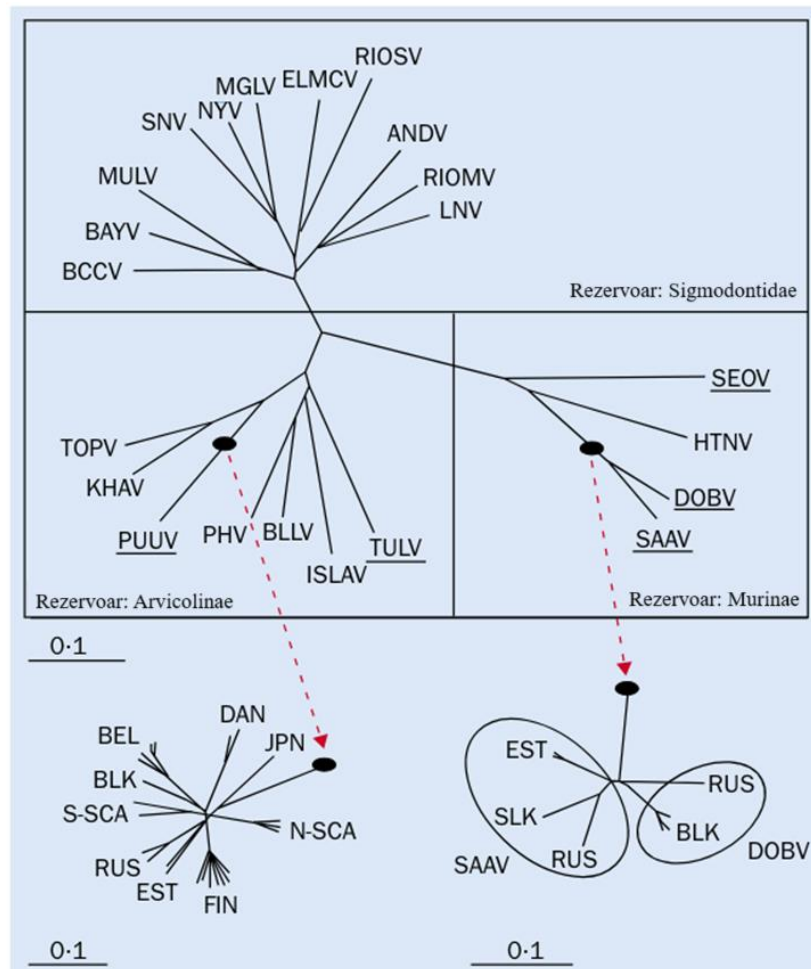 RIOSV
ELMCV
MGLV
NYV
SNV
ANDV
MULV
RIOMV
LNV
BAYV
BCCV
Rezervoar: Sigmodontidae
SEOV
HTNV
TOPV
KHAV
DOBV
PUUV
PHV
BLLV
TULV
SAAV
ISLAV
Rezervoar: Arvicolinae
Rezervoar: Murinae
0·1
DAN
BEL
JPN
BLK
S-SCA
N-SCA
RUS
EST
FIN
0·1
EST
RUS
SLK
BLK
RUS
SAAV
DOBV
0·1